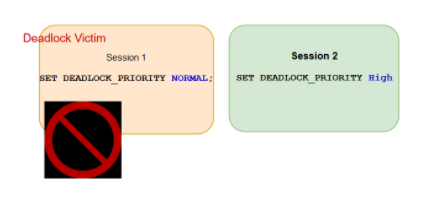 Deadlock Victim
Session 1
SET DEADLOCK_PRIORITY NORMAL;
Session 2
SET DEADLOCK_PRIORITY High